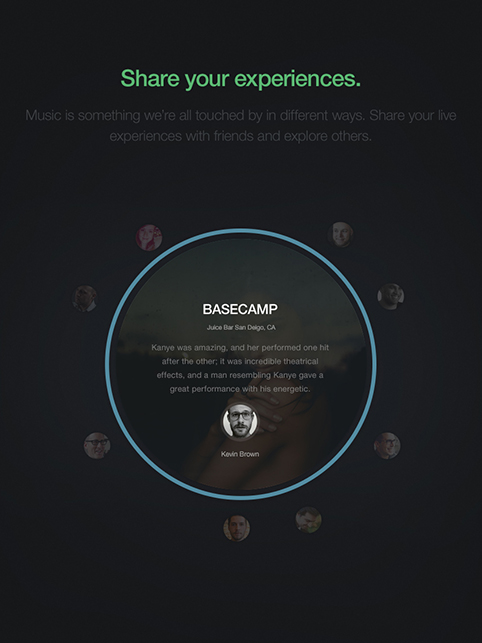 Share your experiences.
Music is something we're all touched by in different ways. Share your live
experiences with friends and explore others.
BASECAMP
Juice Bar San Deigo, CA
Kanye was amazing, and her performed one hit
after the other; it was incredible theatrical
effects, and a man resembling Kanye gave a
great performance with his energetic.
Kevin Brown